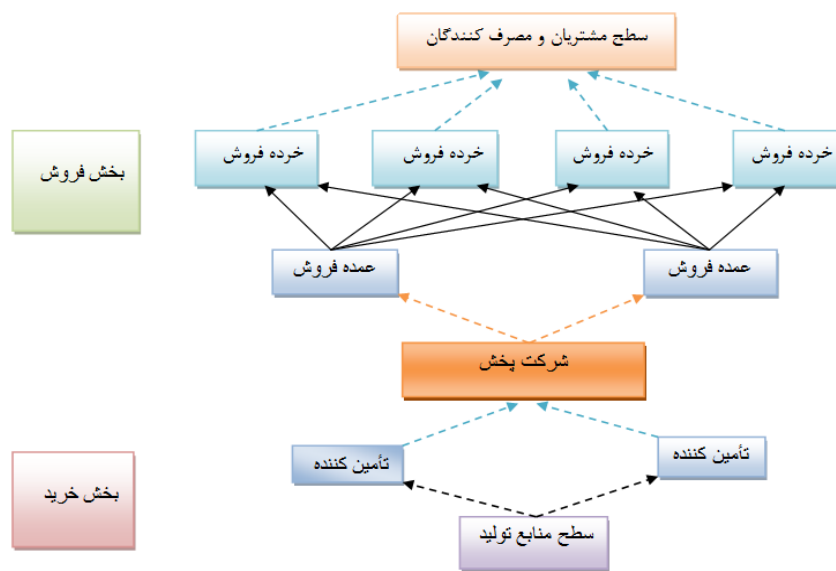 سطح مشتریان و مصرف کنندگان
خرده فروش
خرده فروش
خرده فروش
خرده فروش
بخش فروش
عمده فروش
عمده فروش
شرکت پخش
تأمین کننده
تأمین کننده
بخش خرید
سطح منابع تولید